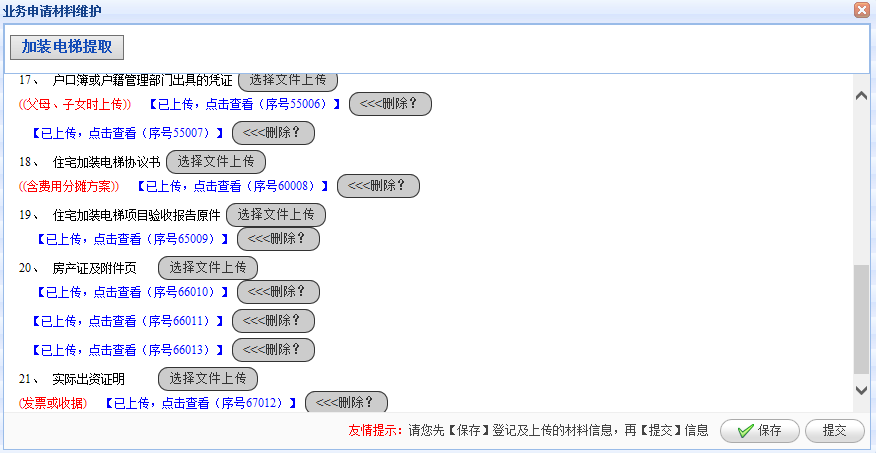 业务申请材料维护
加装电梯提取
17、 户口簿或户籍管理部门出具的凭证 选择文件上传
((父母、子女时上传)) 【已上传，点击查看（序号55006）】 <<<删除？
【已上传，点击查看（序号55007）】 <<<删除？
18、 住宅加装电梯协议书 选择文件上传
((含费用分摊方案)) 【已上传，点击查看（序号60008）】 <<<删除？
19、 住宅加装电梯项目验收报告原件 选择文件上传
【已上传，点击查看（序号65009）】 <<<删除？
20、 房产证及附件页 选择文件上传
【已上传，点击查看（序号66010）】 <<<删除？
【已上传，点击查看（序号66011）】 <<<删除？
【已上传，点击查看（序号66013）】 <<<删除？
21、 实际出资证明 选择文件上传
(发票或收据) 【已上传，点击查看（序号67012）】 <<<删除？
友情提示：请您先【保存】登记及上传的材料信息，再【提交】信息 保存 提交